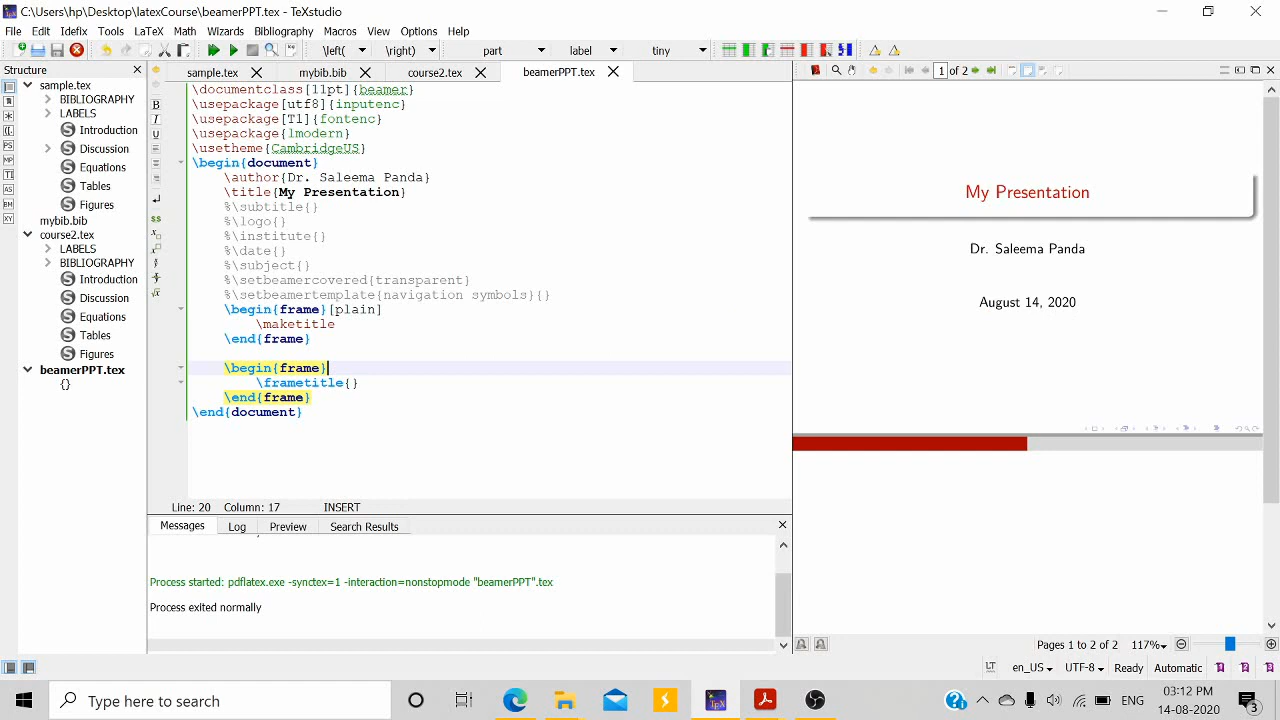 C:\Users\hp\Desktop\latexCourse\beamerPPT.tex - TeXstudio
File Edit Idefix Tools LaTeX Math Wizards Bibliography Macros View Options Help
\left( \right) part label tiny
Structure
sample.tex mybib.bib course2.tex beamerPPT.tex
1 of 2
sample.tex
BIBLIOGRAPHY
LABELS
Introduction
Discussion
Equations
Tables
Figures
mybib.bib
course2.tex
LABELS
BIBLIOGRAPHY
Introduction
Discussion
Equations
Tables
Figures
beamerPPT.tex
{}
\documentclass[11pt]{beamer}
\usepackage[utf8]{inputenc}
\usepackage[T1]{fontenc}
\usepackage{lmodern}
\usetheme{CambridgeUS}
\begin{document}
\author{Dr. Saleema Panda}
\title{My Presentation}
%\subtitle{}
%\logo{}
%\institute{}
%\date{}
%\subject{}
%\setbeamercovered{transparent}
%\setbeamertemplate{navigation symbols}{}
\begin{frame}[plain]
\maketitle
\end{frame}
\begin{frame}
\frametitle{}
\end{frame}
\end{document}
Line: 20 Column: 17 INSERT
Messages Log Preview Search Results
Process started: pdflatex.exe -synctex=1 -interaction=nonstopmode "beamerPPT".tex
Process exited normally
My Presentation
Dr. Saleema Panda
August 14, 2020
Pages 1 to 2 of 2 117%
en_US UTF-8 Ready Automatic
Type here to search
ENG
03:12 PM
14-08-2020
3